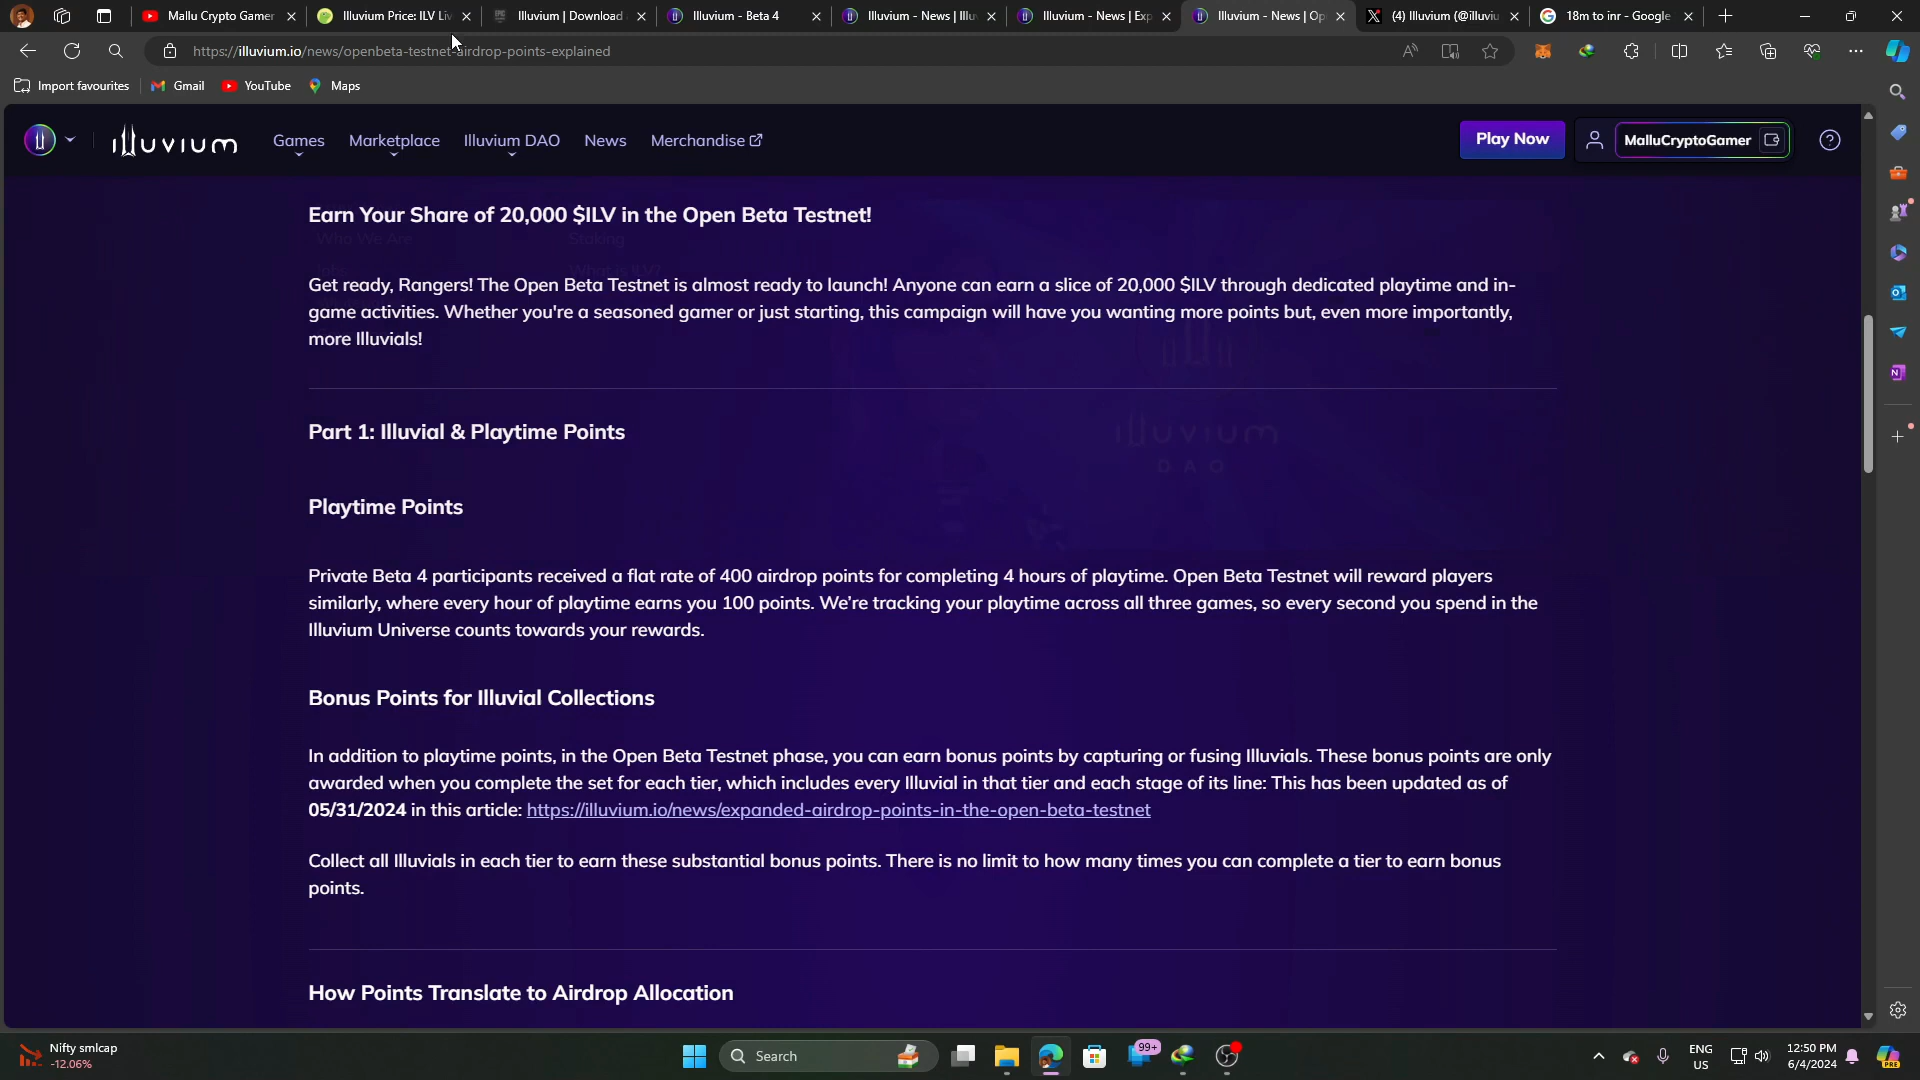 Mallu Crypto Gamer
Illuvium Price: ILV Liv
Illuvium | Download
Illuvium - Beta 4
Illuvium - News | Illu
Illuvium - News | Exp
Illuvium - News | Op
(4) Illuvium (@illuviu
18m to inr - Google
https://illuvium.io/news/openbeta-testnet-airdrop-points-explained
Import favourites
Gmail
YouTube
Maps
illuvium
Games
Marketplace
Illuvium DAO
News
Merchandise
Play Now
MalluCryptoGamer
Earn Your Share of 20,000 $ILV in the Open Beta Testnet!
Who We Are
Staking
What is ILV?
Get ready, Rangers! The Open Beta Testnet is almost ready to launch! Anyone can earn a slice of 20,000 $ILV through dedicated playtime and in-
game activities. Whether you're a seasoned gamer or just starting, this campaign will have you wanting more points but, even more importantly,
more Illuvials!
Part 1: Illuvial & Playtime Points
illuvium
DAO
Playtime Points
Private Beta 4 participants received a flat rate of 400 airdrop points for completing 4 hours of playtime. Open Beta Testnet will reward players
similarly, where every hour of playtime earns you 100 points. We're tracking your playtime across all three games, so every second you spend in the
Illuvium Universe counts towards your rewards.
Bonus Points for Illuvial Collections
In addition to playtime points, in the Open Beta Testnet phase, you can earn bonus points by capturing or fusing Illuvials. These bonus points are only
awarded when you complete the set for each tier, which includes every Illuvial in that tier and each stage of its line: This has been updated as of
05/31/2024 in this article: https://illuvium.io/news/expanded-airdrop-points-in-the-open-beta-testnet
Collect all Illuvials in each tier to earn these substantial bonus points. There is no limit to how many times you can complete a tier to earn bonus
points.
How Points Translate to Airdrop Allocation
Nifty smlcap
-12.06%
Search
99+
ENG
US
12:50 PM
6/4/2024
PRE